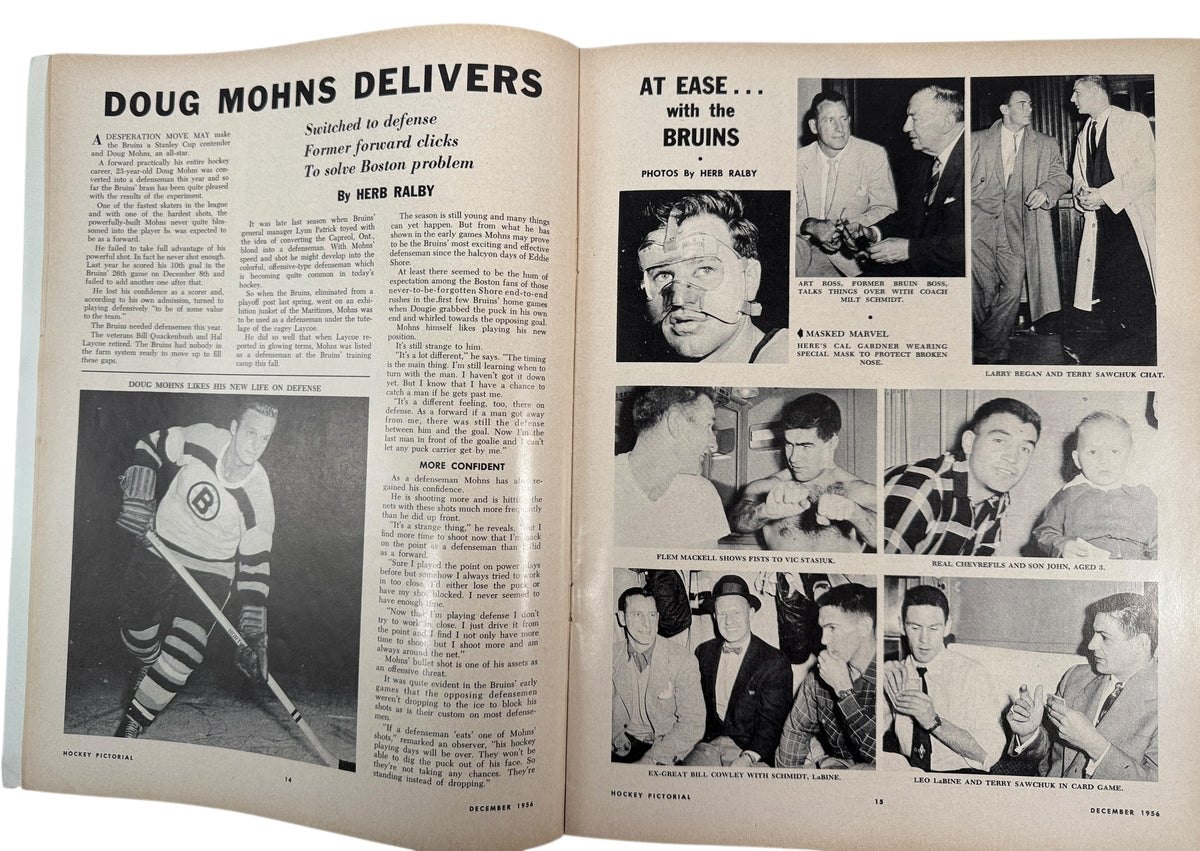 DOUG MOHNS DELIVERS
Switched to defense
Former forward clicks
To solve Boston problem
By HERB RALBY
A DESPERATION MOVE MAY make
the Bruins a Stanley Cup contender
and Doug Mohns, an all-star.
A forward practically his entire hockey
career, 23-year-old Doug Mohns was con-
verted into a defenseman this year and so
far the Bruins' brass has been quite pleased
with the results of the experiment.
One of the fastest skaters in the league
and with one of the hardest shots, the
powerfully-built Mohns never quite blos-
somed into the player he was expected to
be as a forward.
He failed to take full advantage of his
powerful shot. In fact he never shot enough.
Last year he scored his 10th goal in the
Bruins' 26th game on December 8th and
failed to add another one after that.
He lost his confidence as a scorer and,
according to his own admission, turned to
playing defensively "to be of some value
to the team."
The Bruins needed defensemen this year.
The veterans Bill Quackenbush and Hal
Laycoe retired. The Bruins had nobody in
the farm system ready to move up to fill
these gaps.
It was late last season when Bruins'
general manager Lynn Patrick toyed with
the idea of converting the Capreol, Ont.,
blond into a defenseman. With Mohns'
speed and shot he might develop into the
colorful, offensive-type defenseman which
is becoming quite common in today's
hockey.
So when the Bruins, eliminated from a
playoff post last spring, went on an exhi-
bition junket of the Maritimes, Mohns was
to be used as a defenseman under the tute-
lage of the cagey Laycoe.
He did so well that when Laycoe re-
ported in glowing terms, Mohns was listed
as a defenseman at the Bruins' training
camp this fall.
DOUG MOHNS LIKES HIS NEW LIFE ON DEFENSE
B
The season is still young and many things
can yet happen. But from what he has
shown in the early games Mohns may prove
to be the Bruins' most exciting and effective
defenseman since the halcyon days of Eddie
Shore.
At least there seemed to be the hum of
expectation among the Boston fans of those
never-to-be-forgotten Shore end-to-end
rushes in the first few Bruins' home games
when Dougie grabbed the puck in his own
end and whirled towards the opposing goal.
Mohns himself likes playing his new
position.
It's still strange to him.
"It's a lot different," he says. "The timing
is the main thing. I'm still learning when to
turn with the man. I haven't got it down
yet. But I know that I have a chance to
catch a man if he gets past me.
"It's a different feeling, too, there on
defense. As a forward if a man got away
from me, there was still the defense
between him and the goal. Now I'm the
last man in front of the goalie and I can't
let any puck carrier get by me."
MORE CONFIDENT
As a defenseman Mohns has also re-
gained his confidence.
He is shooting more and is hitting the
nets with these shots much more frequently
than he did up front.
"It's a strange thing," he reveals, "but I
find more time to shoot now that I'm back
on the point as a defenseman than I did
as a forward.
"Sure I played the point on power plays
before but somehow I always tried to work
in too close. I'd either lose the puck or
have my shot blocked. I never seemed to
have enough time.
"Now that I'm playing defense I don't
try to work in close. I just drive it from
the point and I find I not only have more
time to shoot, but I shoot more and am
always around the net."
Mohns' bullet shot is one of his assets as
an offensive threat.
It was quite evident in the Bruins' early
games that the opposing defensemen
weren't dropping to the ice to block his
shots as is their custom on most defense-
men.
"If a defenseman 'eats' one of Mohns'
shots," remarked an observer, "his hockey
playing days will be over. They won't be
able to dig the puck out of his face. So
they're not taking any chances. They're
standing instead of dropping."
HOCKEY PICTORIAL
14
DECEMBER 1956
AT EASE...
with the
BRUINS
PHOTOS By HERB RALBY
ART ROSS, FORMER BRUIN BOSS,
TALKS THINGS OVER WITH COACH
MILT SCHMIDT.
MASKED MARVEL
HERE'S CAL GARDNER WEARING
SPECIAL MASK TO PROTECT BROKEN
NOSE.
LARRY REGAN AND TERRY SAWCHUK CHAT.
FLEM MACKELL SHOWS FISTS TO VIC STASIUK.
REAL CHEVREFILS AND SON JOHN, AGED 3.
EX-GREAT BILL COWLEY WITH SCHMIDT, LaBINE.
LEO LaBINE AND TERRY SAWCHUK IN CARD GAME.
HOCKEY PICTORIAL
15
DECEMBER 1956